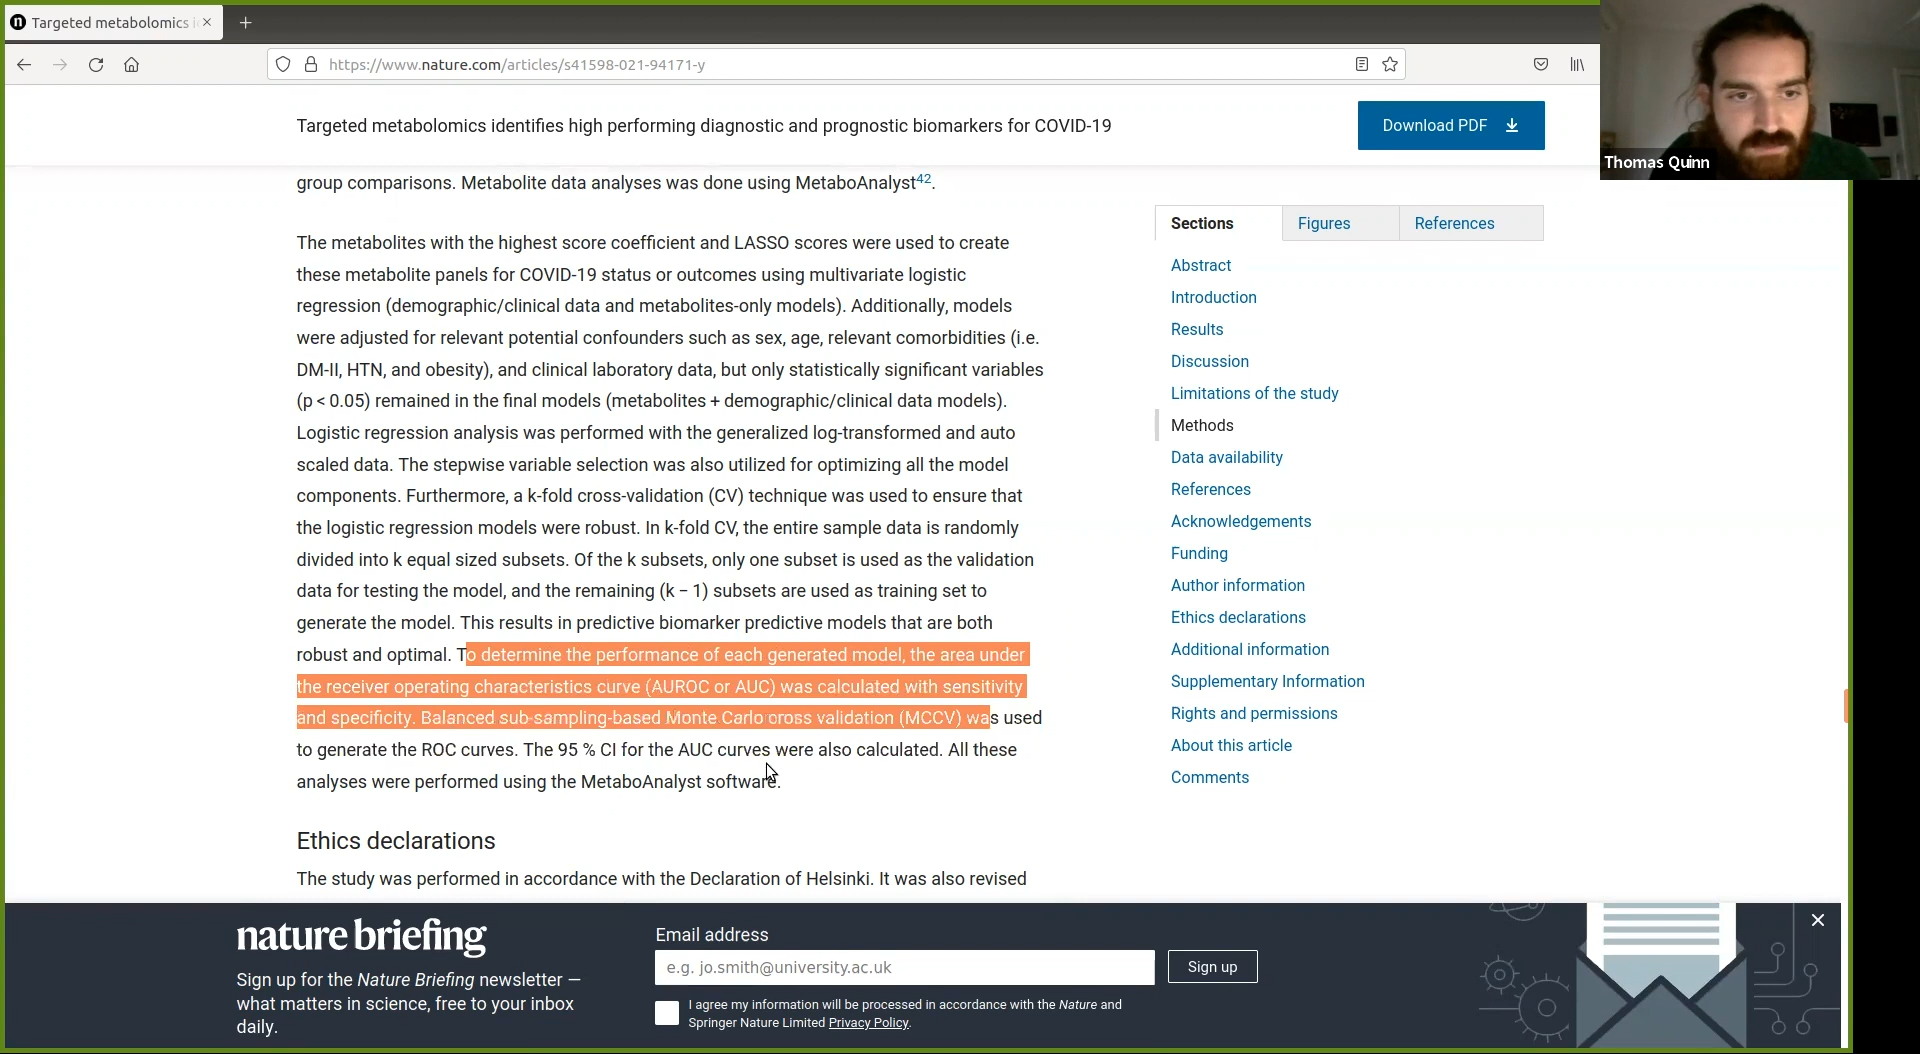 Targeted metabolomics i
https://www.nature.com/articles/s41598-021-94171-y
Thomas Quinn
Targeted metabolomics identifies high performing diagnostic and prognostic biomarkers for COVID-19
Download PDF
group comparisons. Metabolite data analyses was done using MetaboAnalyst42.
The metabolites with the highest score coefficient and LASSO scores were used to create
these metabolite panels for COVID-19 status or outcomes using multivariate logistic
regression (demographic/clinical data and metabolites-only models). Additionally, models
were adjusted for relevant potential confounders such as sex, age, relevant comorbidities (i.e.
DM-II, HTN, and obesity), and clinical laboratory data, but only statistically significant variables
(p < 0.05) remained in the final models (metabolites + demographic/clinical data models).
Logistic regression analysis was performed with the generalized log-transformed and auto
scaled data. The stepwise variable selection was also utilized for optimizing all the model
components. Furthermore, a k-fold cross-validation (CV) technique was used to ensure that
the logistic regression models were robust. In k-fold CV, the entire sample data is randomly
divided into k equal sized subsets. Of the k subsets, only one subset is used as the validation
data for testing the model, and the remaining (k − 1) subsets are used as training set to
generate the model. This results in predictive biomarker predictive models that are both
robust and optimal. To determine the performance of each generated model, the area under
the receiver operating characteristics curve (AUROC or AUC) was calculated with sensitivity
and specificity. Balanced sub-sampling-based Monte Carlo cross validation (MCCV) was used
to generate the ROC curves. The 95 % CI for the AUC curves were also calculated. All these
analyses were performed using the MetaboAnalyst software.
Ethics declarations
The study was performed in accordance with the Declaration of Helsinki. It was also revised
Sections
Figures
References
Abstract
Introduction
Results
Discussion
Limitations of the study
Methods
Data availability
References
Acknowledgements
Funding
Author information
Ethics declarations
Additional information
Supplementary Information
Rights and permissions
About this article
Comments
nature briefing
Sign up for the Nature Briefing newsletter —
what matters in science, free to your inbox
daily.
Email address
e.g. jo.smith@university.ac.uk
Sign up
I agree my information will be processed in accordance with the Nature and
Springer Nature Limited Privacy Policy.